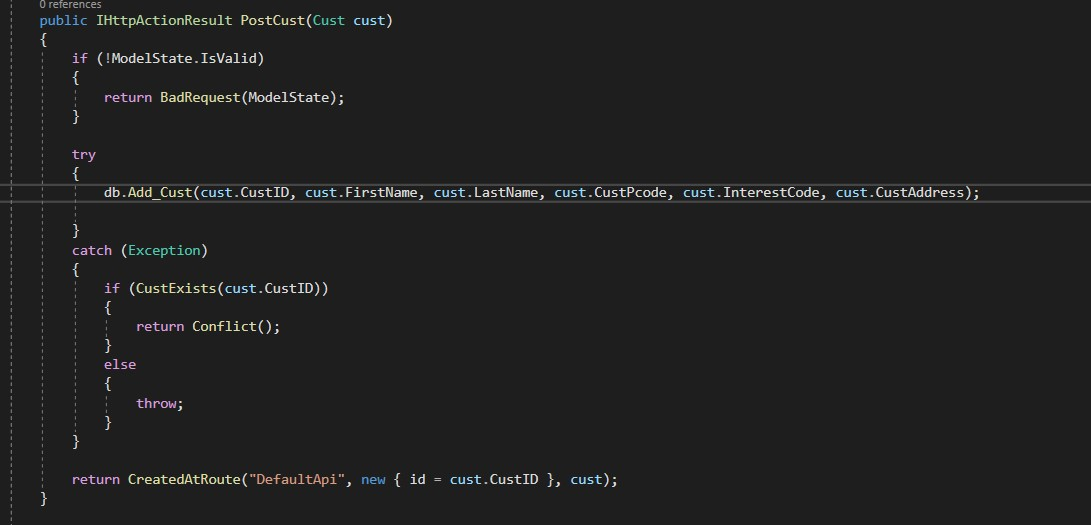 0 references
public IHttpActionResult PostCust(Cust cust)
{
if (!ModelState.IsValid)
{
return BadRequest(ModelState);
}
try
{
db.Add_Cust(cust.CustID, cust.FirstName, cust.LastName, cust.CustPcode, cust.InterestCode, cust.CustAddress);
}
catch (Exception)
{
if (CustExists(cust.CustID))
{
return Conflict();
}
else
{
throw;
}
}
return CreatedAtRoute("DefaultApi", new { id = cust.CustID }, cust);
}